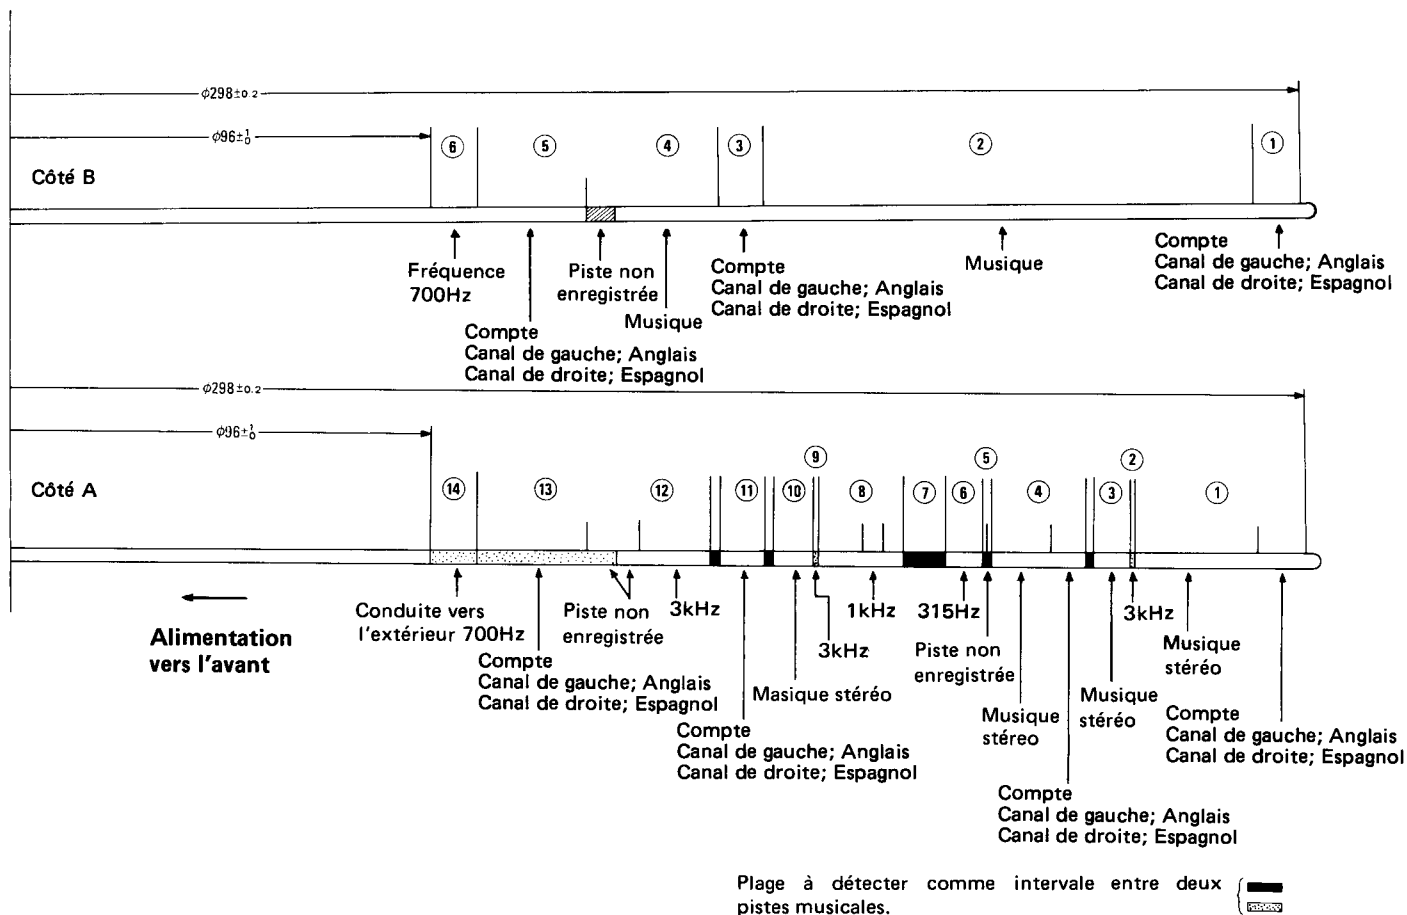 φ298±0.2
φ96±1/0
Côté B
⑥
⑤
④
③
②
①
Fréquence
700Hz
Compte
Canal de gauche; Anglais
Canal de droite; Espagnol
Piste non
enregistrée
Musique
Compte
Canal de gauche; Anglais
Canal de droite; Espagnol
Musique
Compte
Canal de gauche; Anglais
Canal de droite; Espagnol
φ298±0.2
φ96±1/0
Côté A
⑭
⑬
⑫
⑪
⑩
⑨
⑧
⑦
⑥
⑤
④
③
②
①
Alimentation
vers l'avant
Conduite vers
l'extérieur 700Hz
Compte
Canal de gauche; Anglais
Canal de droite; Espagnol
Piste non
enregistrée
3kHz
Compte
Canal de gauche; Anglais
Canal de droite; Espagnol
Masique stéréo
3kHz
1kHz
315Hz
Piste non
enregistrée
Musique
stéreo
Compte
Canal de gauche; Anglais
Canal de droite; Espagnol
Musique
stéréo
3kHz
Musique
stéréo
Compte
Canal de gauche; Anglais
Canal de droite; Espagnol
Plage à détecter comme intervale entre deux
pistes musicales.